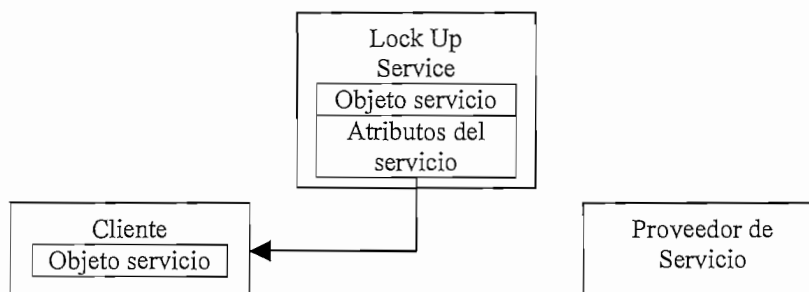 Lock Up
Service
Objeto servicio
Atributos del
servicio
Cliente
Objeto servicio
Proveedor de
Servicio